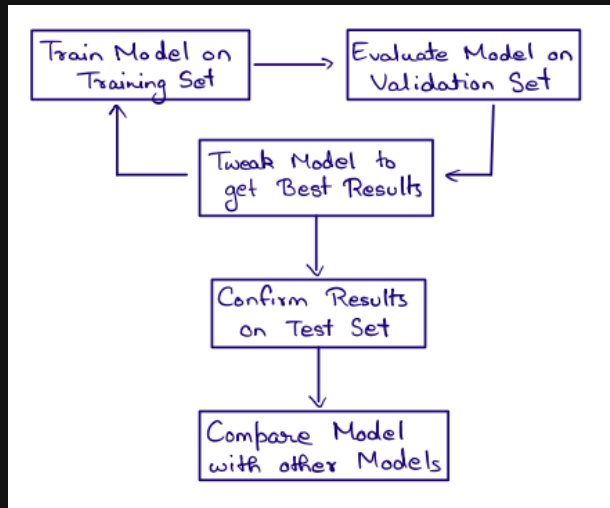 Train Model on
Training Set
Evaluate Model on
Validation Set
Tweak Model to
get Best Results
Confirm Results
on Test Set
Compare Model
with other Models